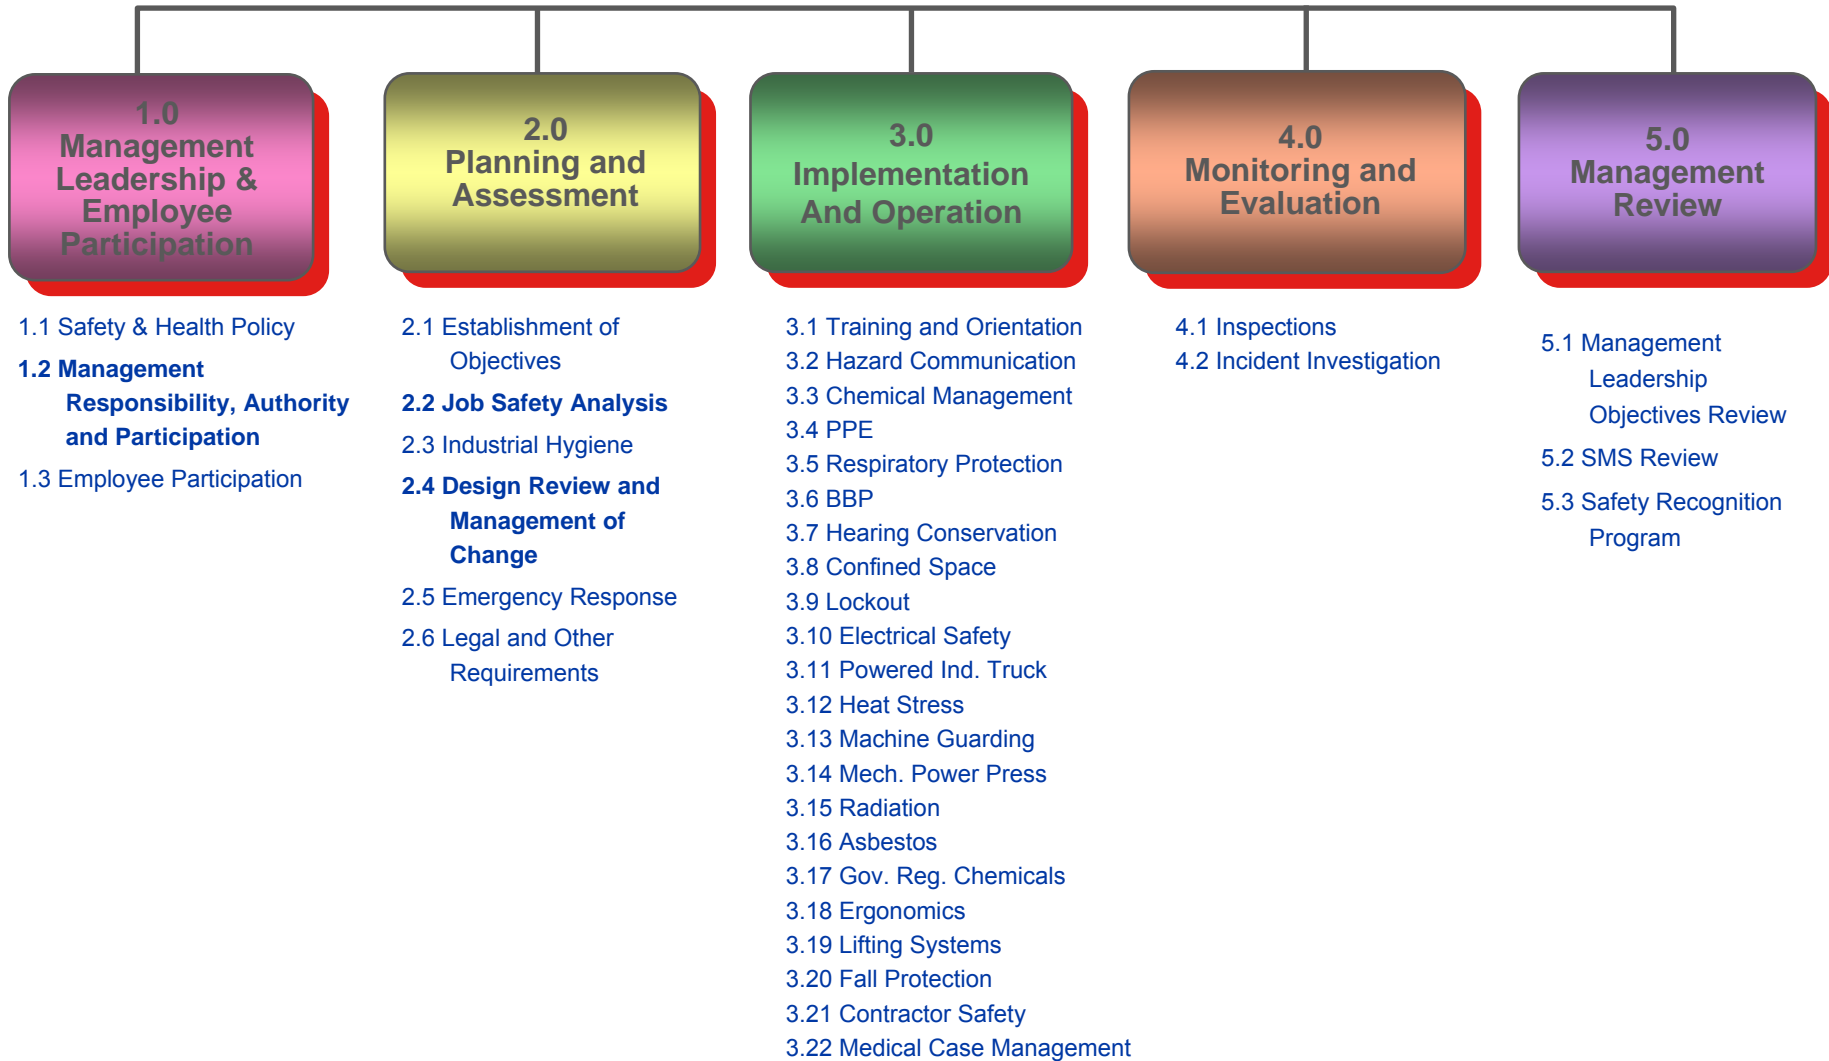 1.0
Management
Leadership &
Employee
Participation
1.1 Safety & Health Policy
1.2 Management
Responsibility, Authority
and Participation
1.3 Employee Participation
2.0
Planning and
Assessment
2.1 Establishment of
Objectives
2.2 Job Safety Analysis
2.3 Industrial Hygiene
2.4 Design Review and
Management of
Change
2.5 Emergency Response
2.6 Legal and Other
Requirements
3.0
Implementation
And Operation
3.1 Training and Orientation
3.2 Hazard Communication
3.3 Chemical Management
3.4 PPE
3.5 Respiratory Protection
3.6 BBP
3.7 Hearing Conservation
3.8 Confined Space
3.9 Lockout
3.10 Electrical Safety
3.11 Powered Ind. Truck
3.12 Heat Stress
3.13 Machine Guarding
3.14 Mech. Power Press
3.15 Radiation
3.16 Asbestos
3.17 Gov. Reg. Chemicals
3.18 Ergonomics
3.19 Lifting Systems
3.20 Fall Protection
3.21 Contractor Safety
3.22 Medical Case Management
4.0
Monitoring and
Evaluation
4.1 Inspections
4.2 Incident Investigation
5.0
Management
Review
5.1 Management
Leadership
Objectives Review
5.2 SMS Review
5.3 Safety Recognition
Program